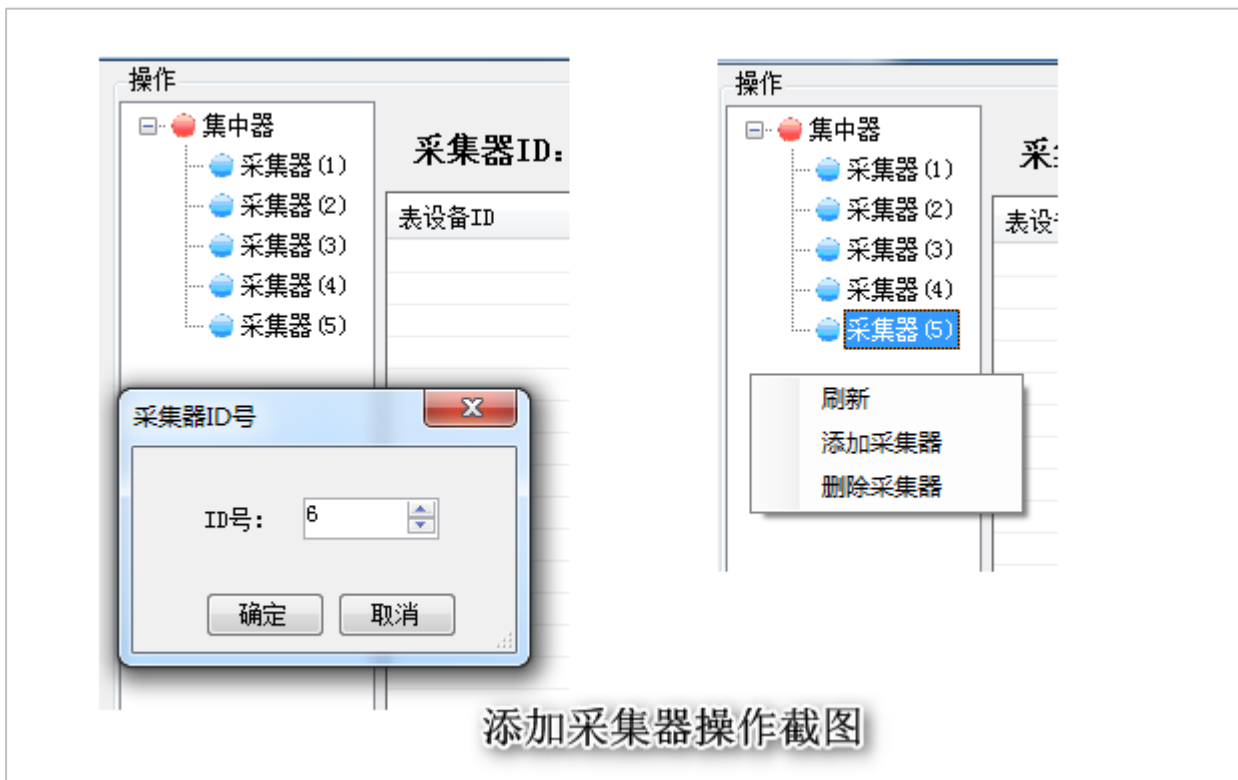 操作
集中器
采集器(1)
采集器(2)
采集器(3)
采集器(4)
采集器(5)
采集器ID:
表设备ID
采集器ID号
ID号:
6
确定
取消
操作
集中器
采集器(1)
采集器(2)
采集器(3)
采集器(4)
采集器(5)
采
表设
刷新
添加采集器
删除采集器
添加采集器操作截图